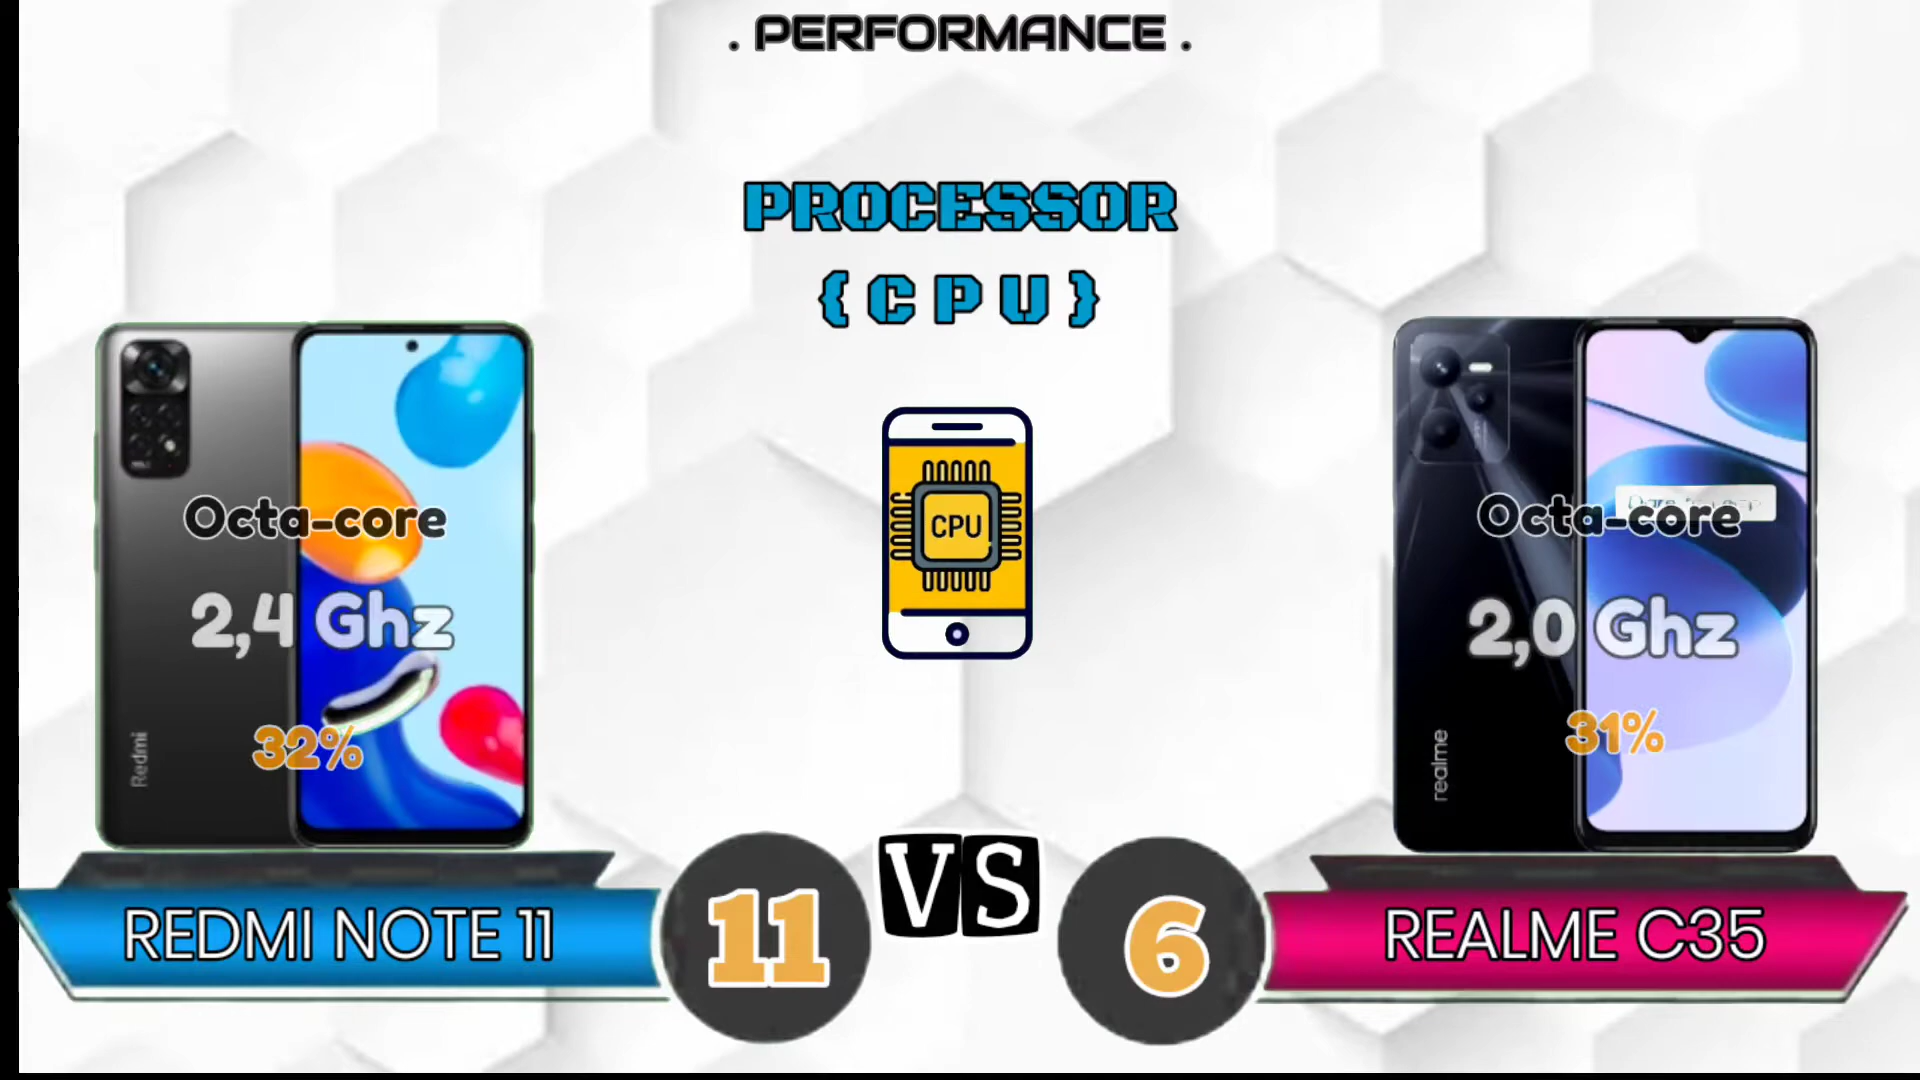 . PERFORMANCE .
PROCESSOR
{ C P U }
CPU
Octa-core
2,4 Ghz
32%
Redmi
Octa-core
2,0 Ghz
31%
realme
REDMI NOTE 11
11
VS
6
REALME C35